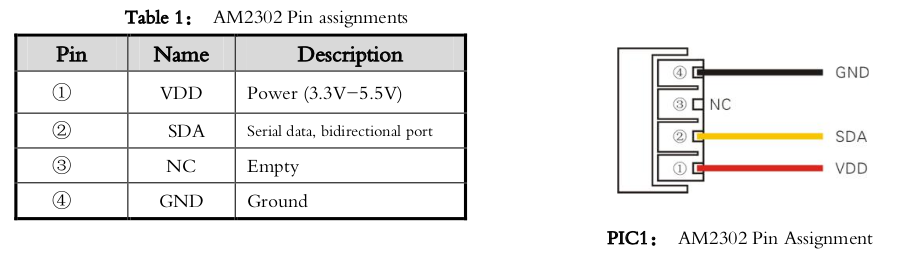 Table 1： AM2302 Pin assignments
Pin Name Description
① VDD Power (3.3V−5.5V)
② SDA Serial data, bidirectional port
③ NC Empty
④ GND Ground
④ GND
③ NC
② SDA
① VDD
PIC1： AM2302 Pin Assignment